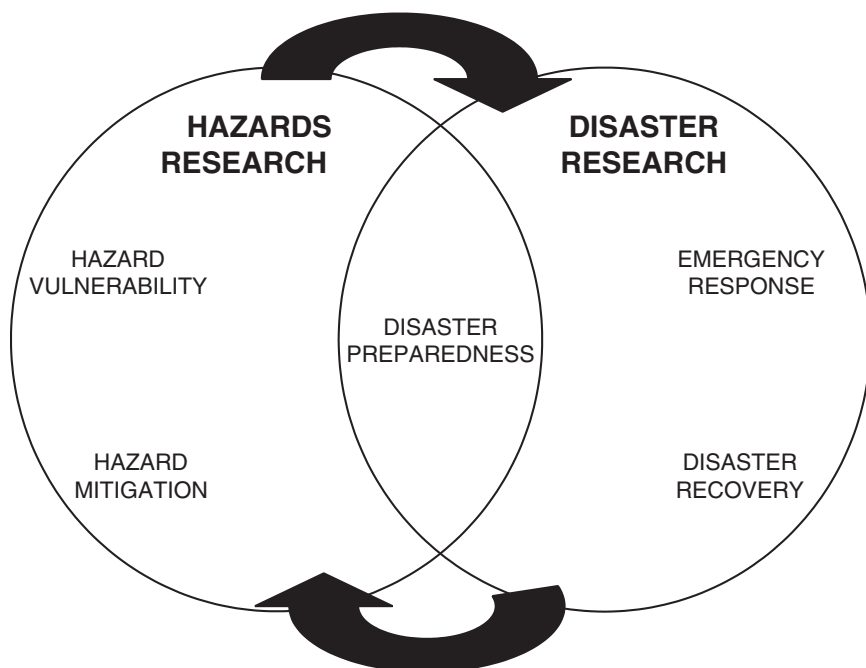 HAZARDS
RESEARCH
DISASTER
RESEARCH
HAZARD
VULNERABILITY
EMERGENCY
RESPONSE
DISASTER
PREPAREDNESS
HAZARD
MITIGATION
DISASTER
RECOVERY